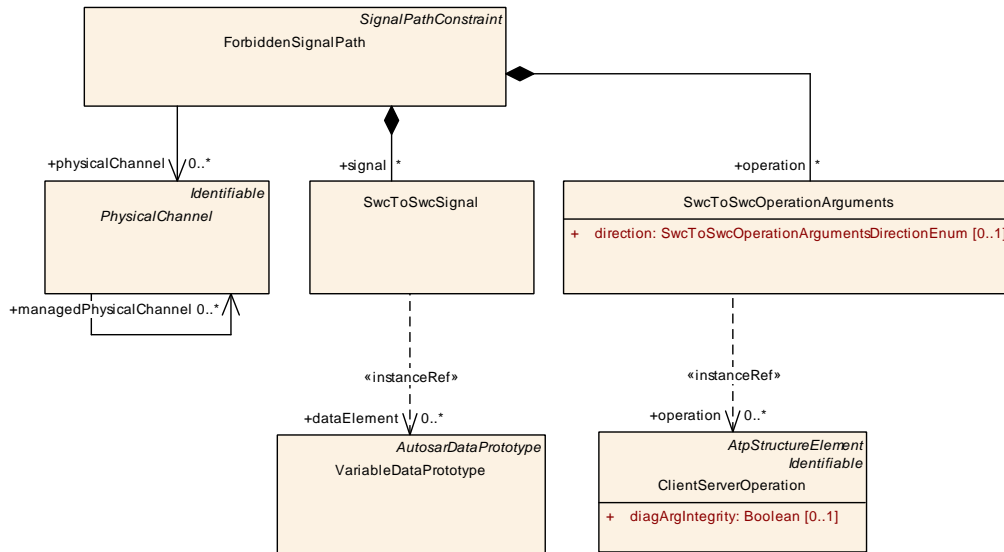 SignalPathConstraint
ForbiddenSignalPath
+physicalChannel 0..*
+signal *
+operation *
Identifiable
PhysicalChannel
SwcToSwcSignal
SwcToSwcOperationArguments
+ direction: SwcToSwcOperationArgumentsDirectionEnum [0..1]
+managedPhysicalChannel 0..*
«instanceRef»
«instanceRef»
+dataElement 0..*
+operation 0..*
AutosarDataPrototype
VariableDataPrototype
AtpStructureElement
Identifiable
ClientServerOperation
+ diagArgIntegrity: Boolean [0..1]